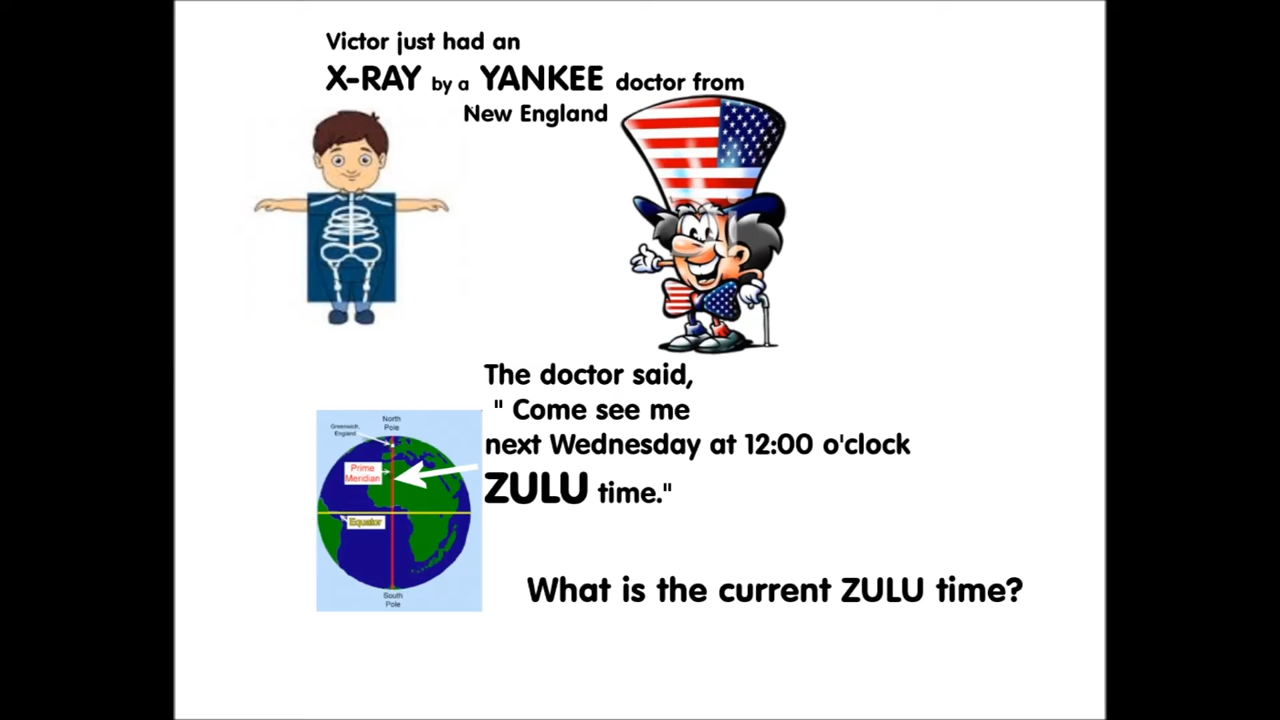 Victor just had an
X-RAY by a YANKEE doctor from
New England
The doctor said,
" Come see me
next Wednesday at 12:00 o'clock
ZULU time."
North
Pole
Greenwich,
England
Prime
Meridian
Equator
South
Pole
What is the current ZULU time?